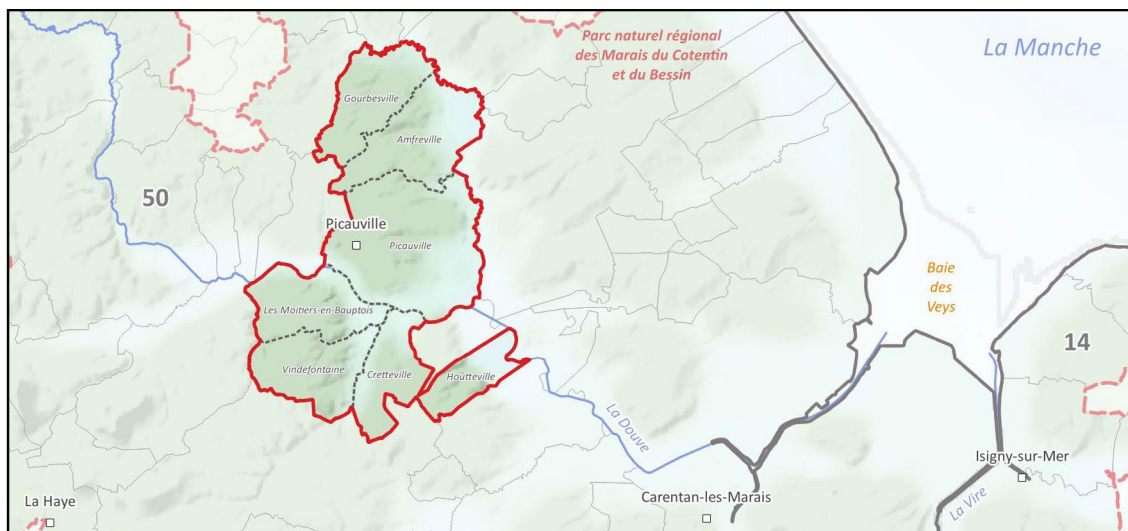 Parc naturel régional
des Marais du Cotentin
et du Bessin
La Manche
Gourbesville
Amfreville
50
Picauville
Picauville
Baie
des
Veys
Les Moitiers-en-Bauptois
14
Vindefontaine
Cretteville
Houtteville
La Douve
Isigny-sur-Mer
La Haye
Carentan-les-Marais
La Vire